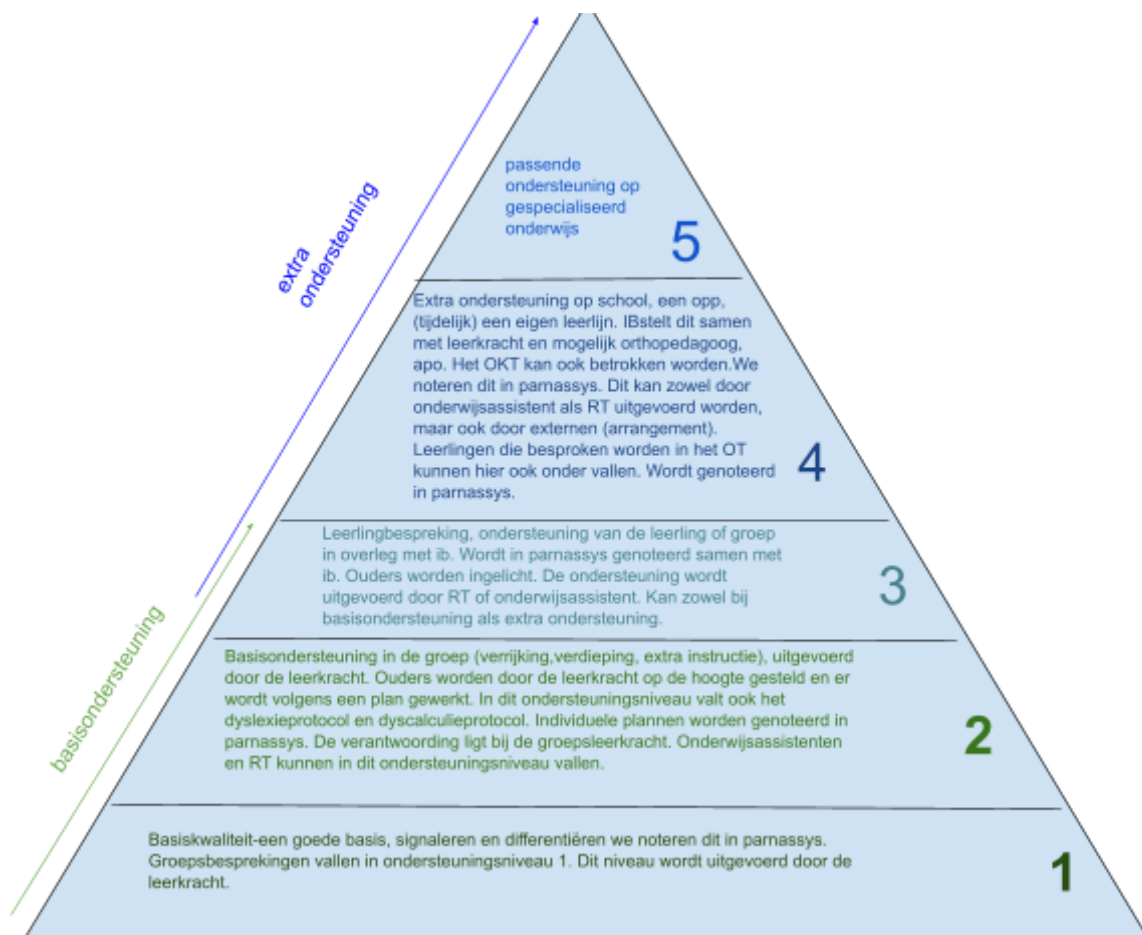 extra
ondersteuning
basisondersteuning
passende
ondersteuning op
gespecialiseerd
onderwijs
5
Extra ondersteuning op school, een opp,
(tijdelijk) een eigen leerlijn. IBstelt dit samen
met leerkracht en mogelijk orthopedagoog,
apo. Het OKT kan ook betrokken worden.We
noteren dit in parnassys. Dit kan zowel door
onderwijsassistent als RT uitgevoerd worden,
maar ook door externen (arrangement).
Leerlingen die besproken worden in het OT
kunnen hier ook onder vallen. Wordt genoteerd
in parnassys.
4
Leerlingbespreking, ondersteuning van de leerling of groep
in overleg met ib. Wordt in parnassys genoteerd samen met
ib. Ouders worden ingelicht. De ondersteuning wordt
uitgevoerd door RT of onderwijsassistent. Kan zowel bij
basisondersteuning als extra ondersteuning.
3
Basisondersteuning in de groep (verrijking,verdieping, extra instructie), uitgevoerd
door de leerkracht. Ouders worden door de leerkracht op de hoogte gesteld en er
wordt volgens een plan gewerkt. In dit ondersteuningsniveau valt ook het
dyslexieprotocol en dyscalculieprotocol. Individuele plannen worden genoteerd in
parnassys. De verantwoording ligt bij de groepsleerkracht. Onderwijsassistenten
en RT kunnen in dit ondersteuningsniveau vallen.
2
Basiskwaliteit-een goede basis, signaleren en differentiëren we noteren dit in parnassys.
Groepsbesprekingen vallen in ondersteuningsniveau 1. Dit niveau wordt uitgevoerd door de
leerkracht.
1